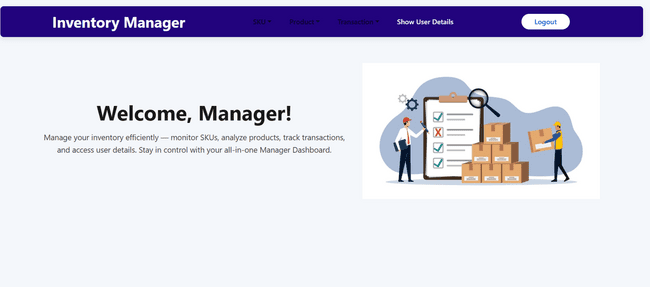 Inventory Manager
SKU Product Transaction Show User Details Logout
Welcome, Manager!
Manage your inventory efficiently — monitor SKUs, analyze products, track transactions,
and access user details. Stay in control with your all-in-one Manager Dashboard.